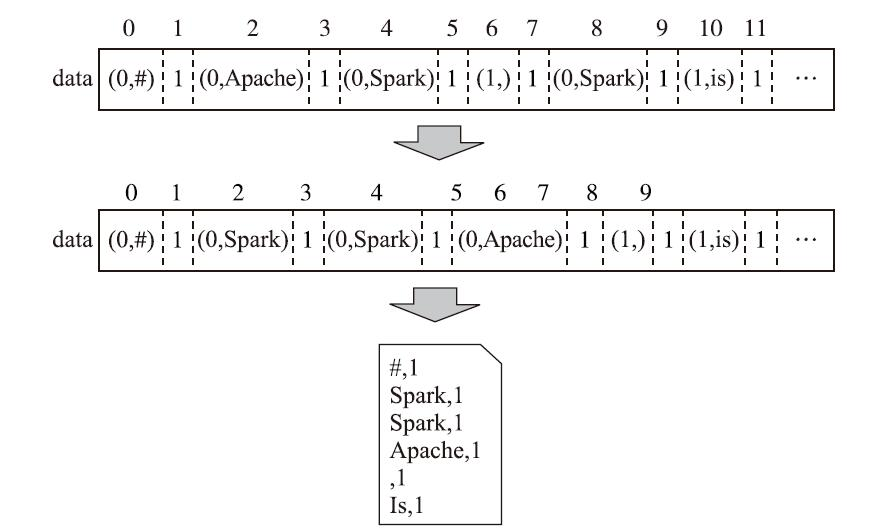 0 1 2 3 4 5 6 7 8 9 10 11
data (0,#) 1 (0,Apache) 1 (0,Spark) 1 (1,) 1 (0,Spark) 1 (1,is) 1 ···
0 1 2 3 4 5 6 7 8 9
data (0,#) 1 (0,Spark) 1 (0,Spark) 1 (0,Apache) 1 (1,) 1 (1,is) 1 ···
#,1
Spark,1
Spark,1
Apache,1
,1
Is,1